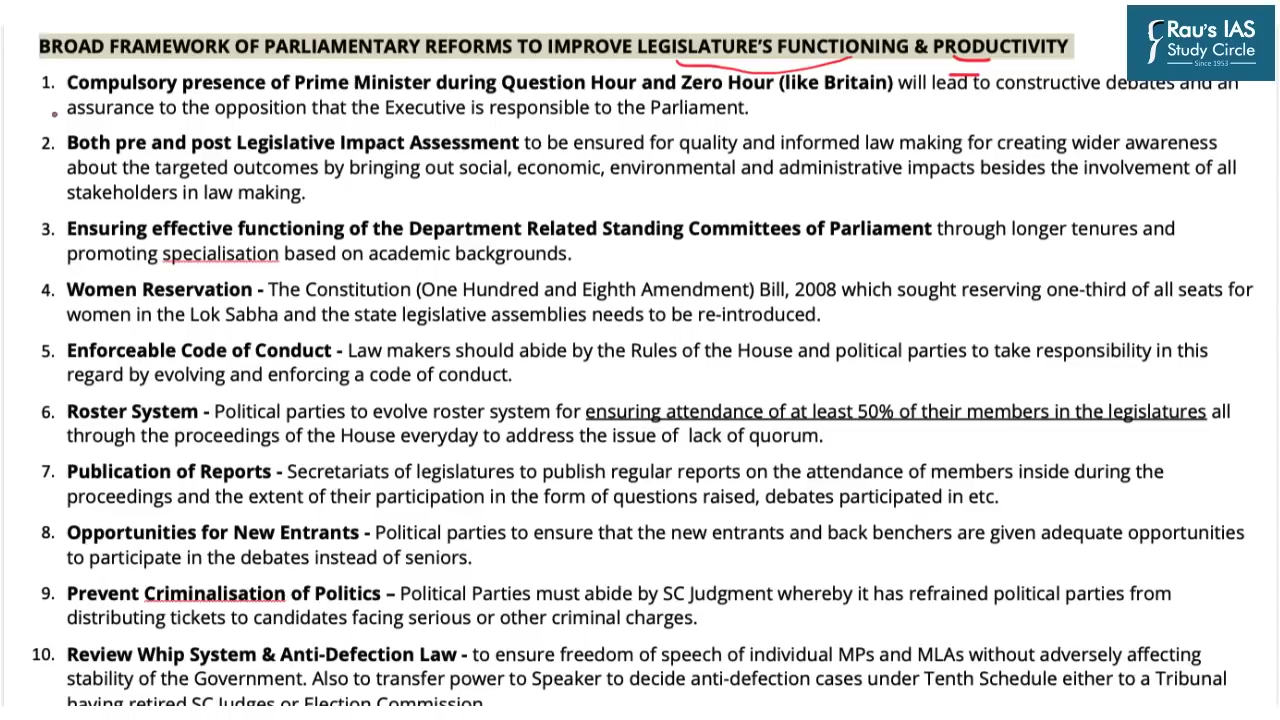 Rau's IAS
Study Circle
Since 1953
BROAD FRAMEWORK OF PARLIAMENTARY REFORMS TO IMPROVE LEGISLATURE'S FUNCTIONING & PRODUCTIVITY
1. Compulsory presence of Prime Minister during Question Hour and Zero Hour (like Britain) will lead to constructive debates and an
assurance to the opposition that the Executive is responsible to the Parliament.
2. Both pre and post Legislative Impact Assessment to be ensured for quality and informed law making for creating wider awareness
about the targeted outcomes by bringing out social, economic, environmental and administrative impacts besides the involvement of all
stakeholders in law making.
3. Ensuring effective functioning of the Department Related Standing Committees of Parliament through longer tenures and
promoting specialisation based on academic backgrounds.
4. Women Reservation - The Constitution (One Hundred and Eighth Amendment) Bill, 2008 which sought reserving one-third of all seats for
women in the Lok Sabha and the state legislative assemblies needs to be re-introduced.
5. Enforceable Code of Conduct - Law makers should abide by the Rules of the House and political parties to take responsibility in this
regard by evolving and enforcing a code of conduct.
6. Roster System - Political parties to evolve roster system for ensuring attendance of at least 50% of their members in the legislatures all
through the proceedings of the House everyday to address the issue of lack of quorum.
7. Publication of Reports - Secretariats of legislatures to publish regular reports on the attendance of members inside during the
proceedings and the extent of their participation in the form of questions raised, debates participated in etc.
8. Opportunities for New Entrants - Political parties to ensure that the new entrants and back benchers are given adequate opportunities
to participate in the debates instead of seniors.
9. Prevent Criminalisation of Politics – Political Parties must abide by SC Judgment whereby it has refrained political parties from
distributing tickets to candidates facing serious or other criminal charges.
10. Review Whip System & Anti-Defection Law - to ensure freedom of speech of individual MPs and MLAs without adversely affecting
stability of the Government. Also to transfer power to Speaker to decide anti-defection cases under Tenth Schedule either to a Tribunal
having retired SC Judges or Election Commission